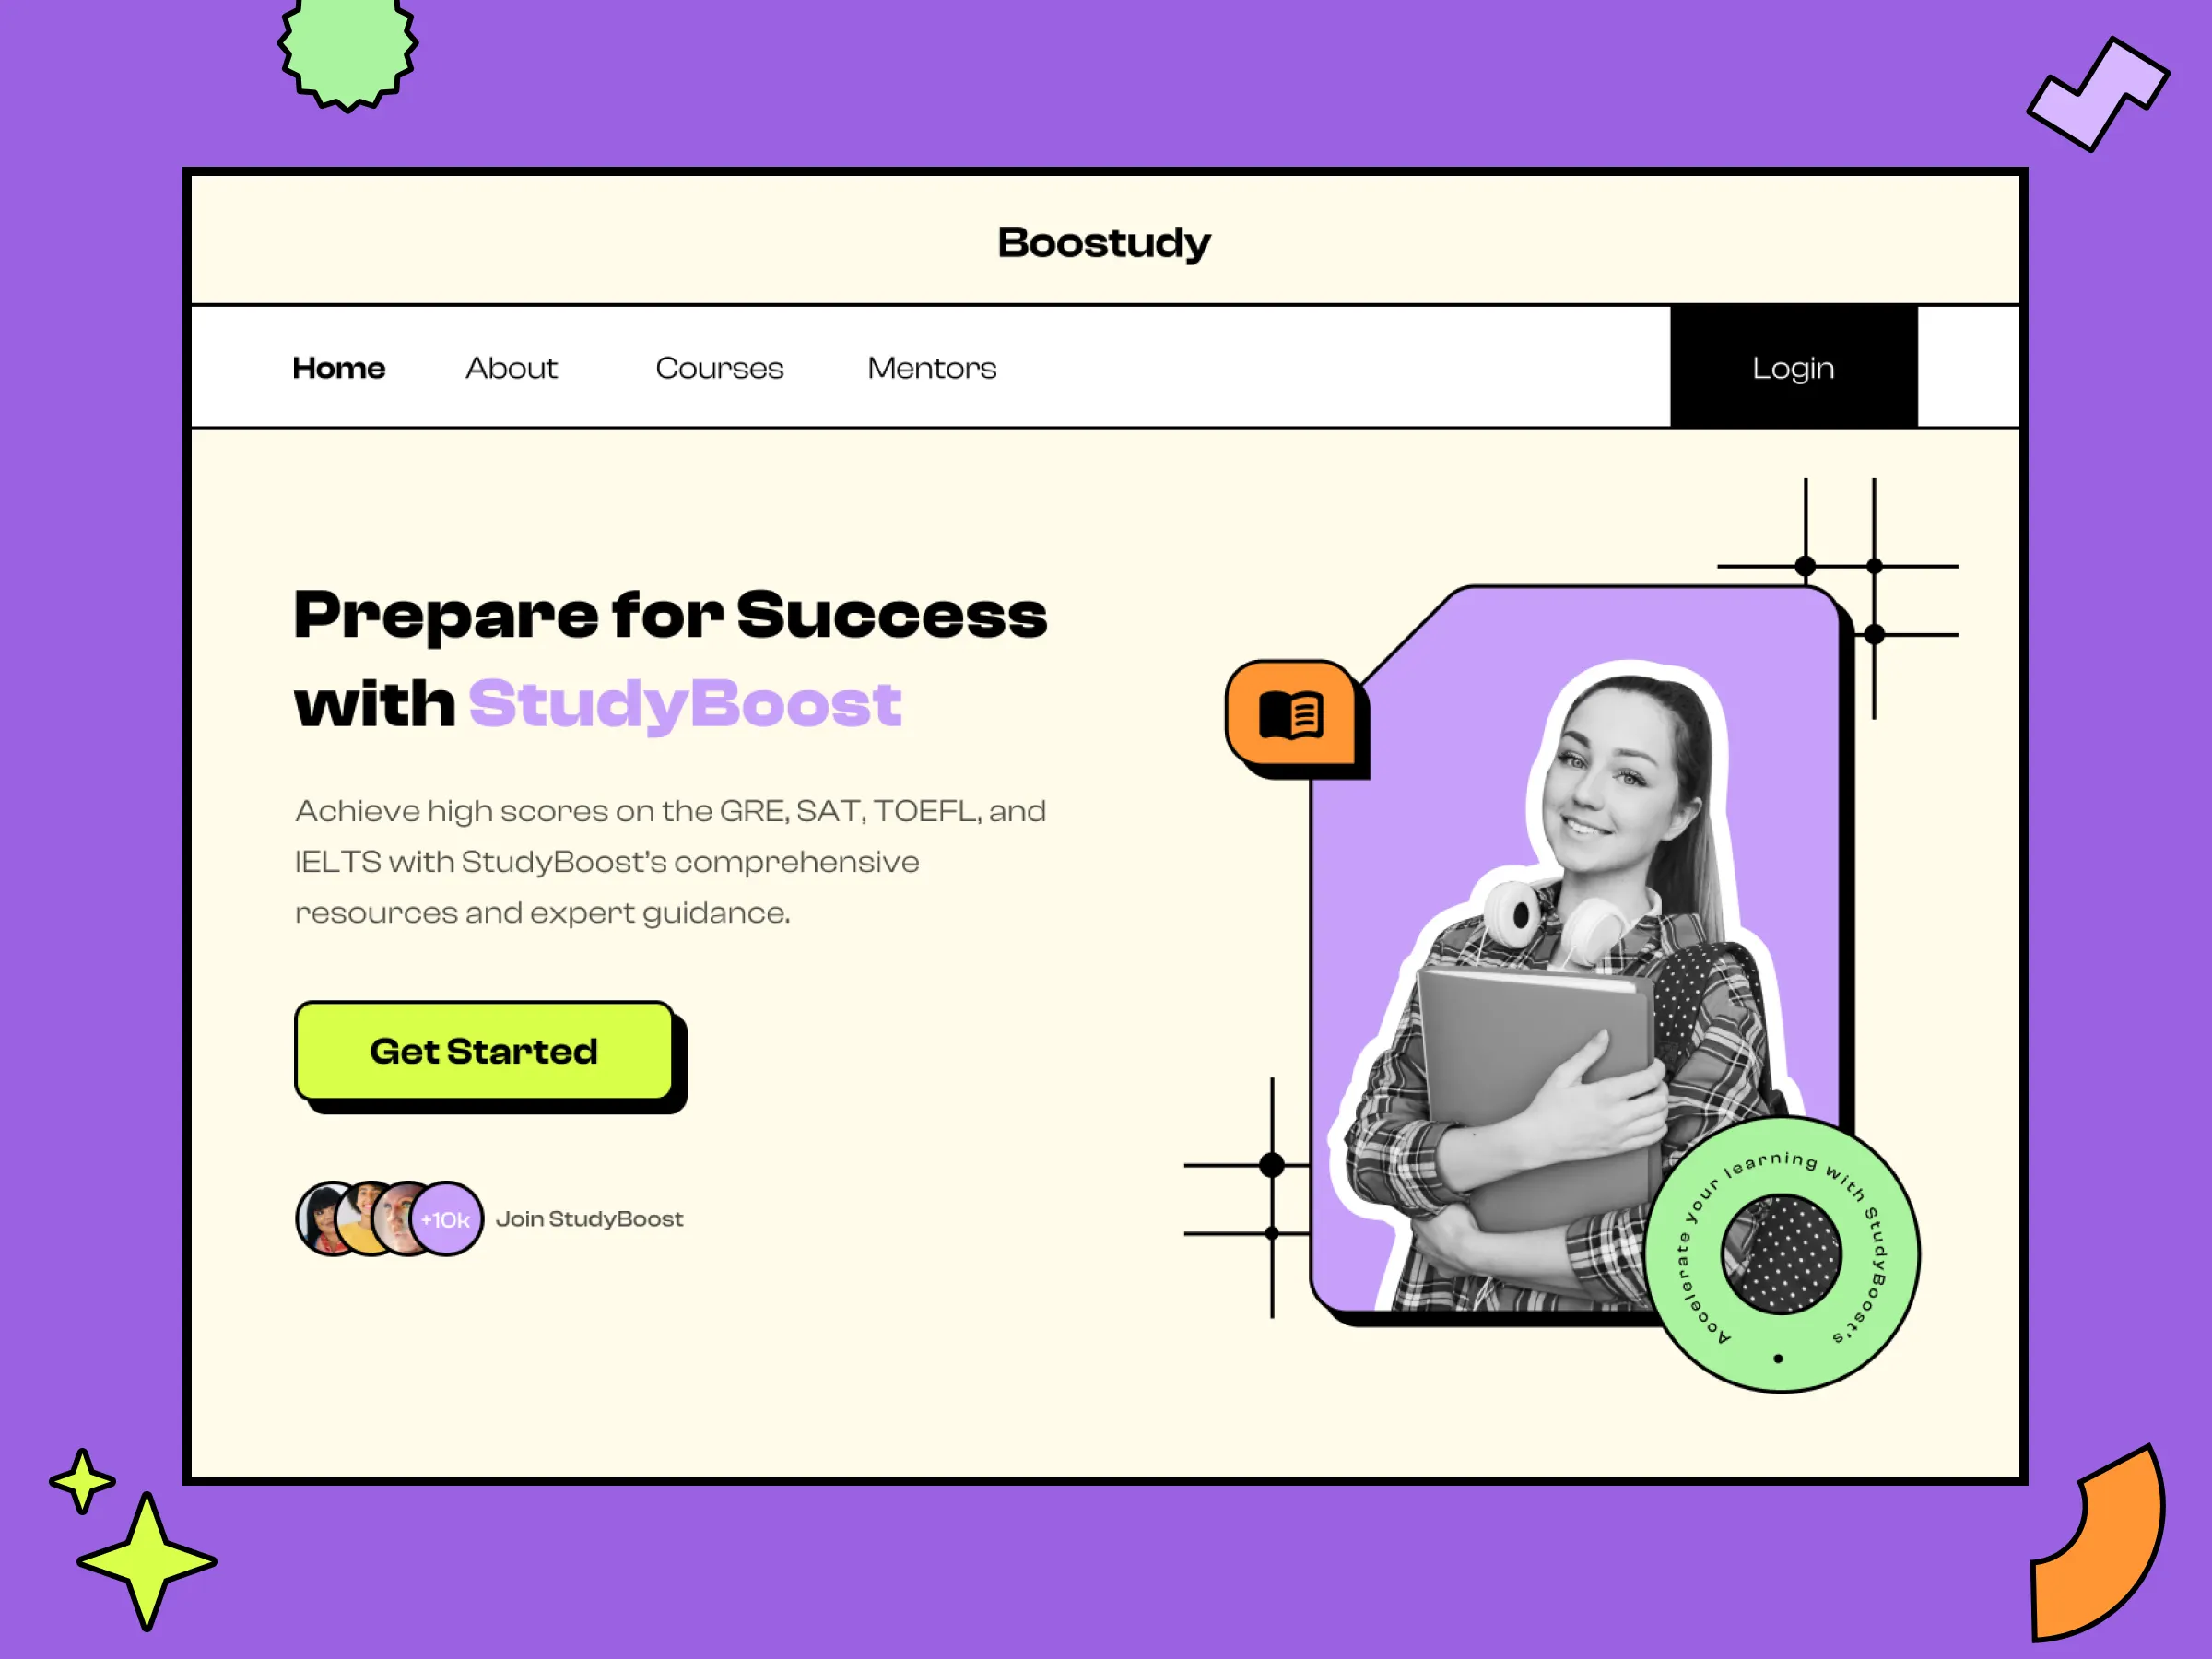 Boostudy
Home
About
Courses
Mentors
Login
Prepare for Success
with StudyBoost
Achieve high scores on the GRE, SAT, TOEFL, and
IELTS with StudyBoost's comprehensive
resources and expert guidance.
Get Started
+10k
Join StudyBoost
Accelerate your learning with StudyBoost's